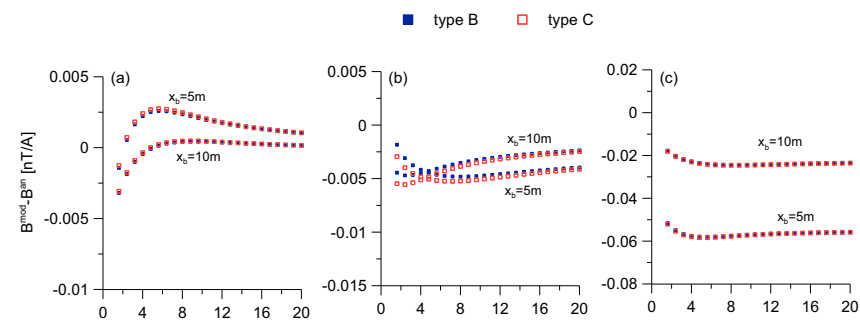 type B type C
(a)
(b)
(c)
B^mod-B^an [nT/A]
0.005
0
-0.005
-0.01
x_b=5m
x_b=10m
0 4 8 12 16 20
0.005
0
-0.005
-0.01
-0.015
x_b=10m
x_b=5m
0 4 8 12 16 20
0.02
0
-0.02
-0.04
-0.06
-0.08
x_b=10m
x_b=5m
0 4 8 12 16 20